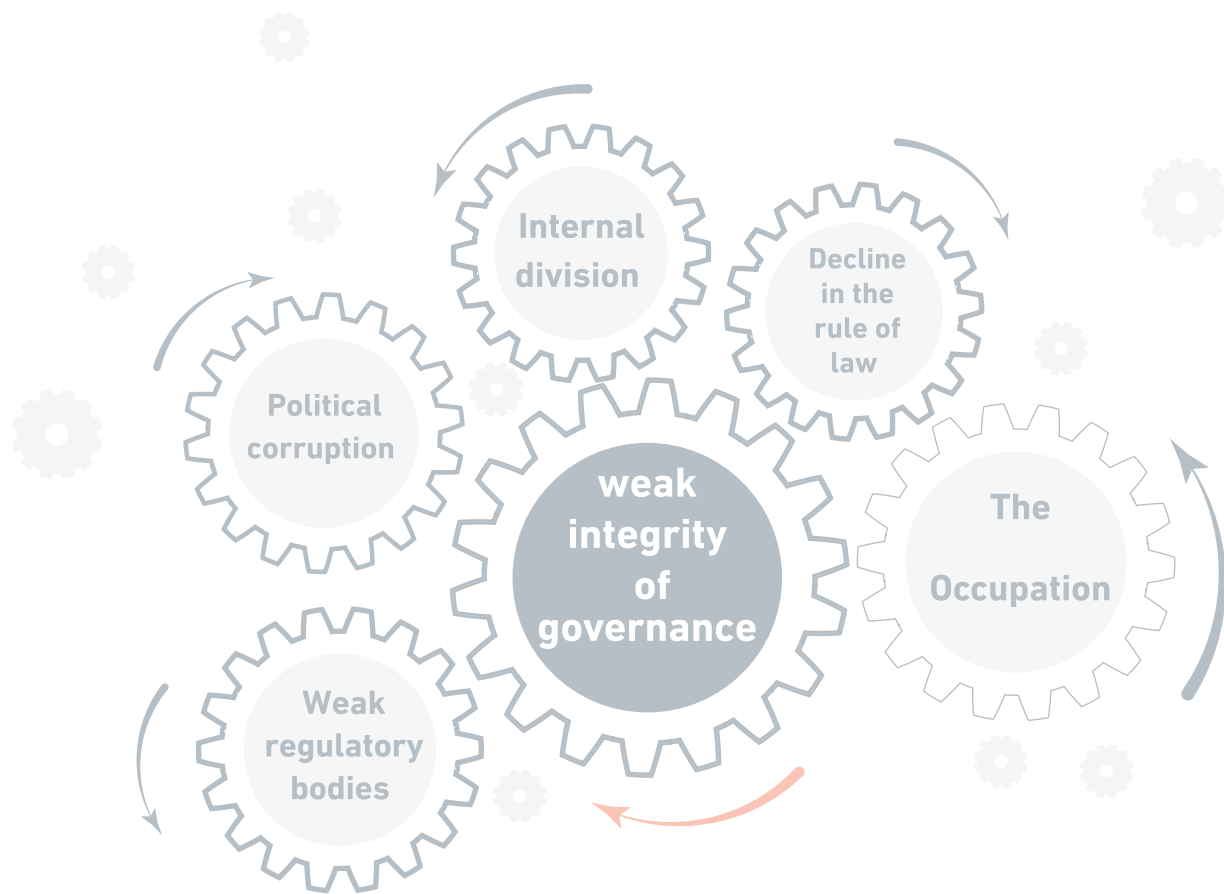 Internal
division
Decline
in the
rule of
law
Political
corruption
weak
integrity
of
governance
The
Occupation
Weak
regulatory
bodies